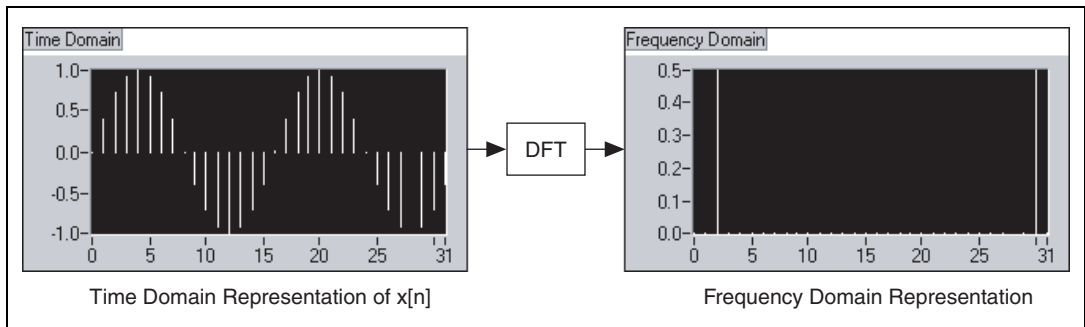 Time Domain
1.0
0.5
0.0
-0.5
-1.0
0 5 10 15 20 25 31
Time Domain Representation of x[n]
DFT
Frequency Domain
0.5
0.4
0.3
0.2
0.1
0.0
0 5 10 15 20 25 31
Frequency Domain Representation